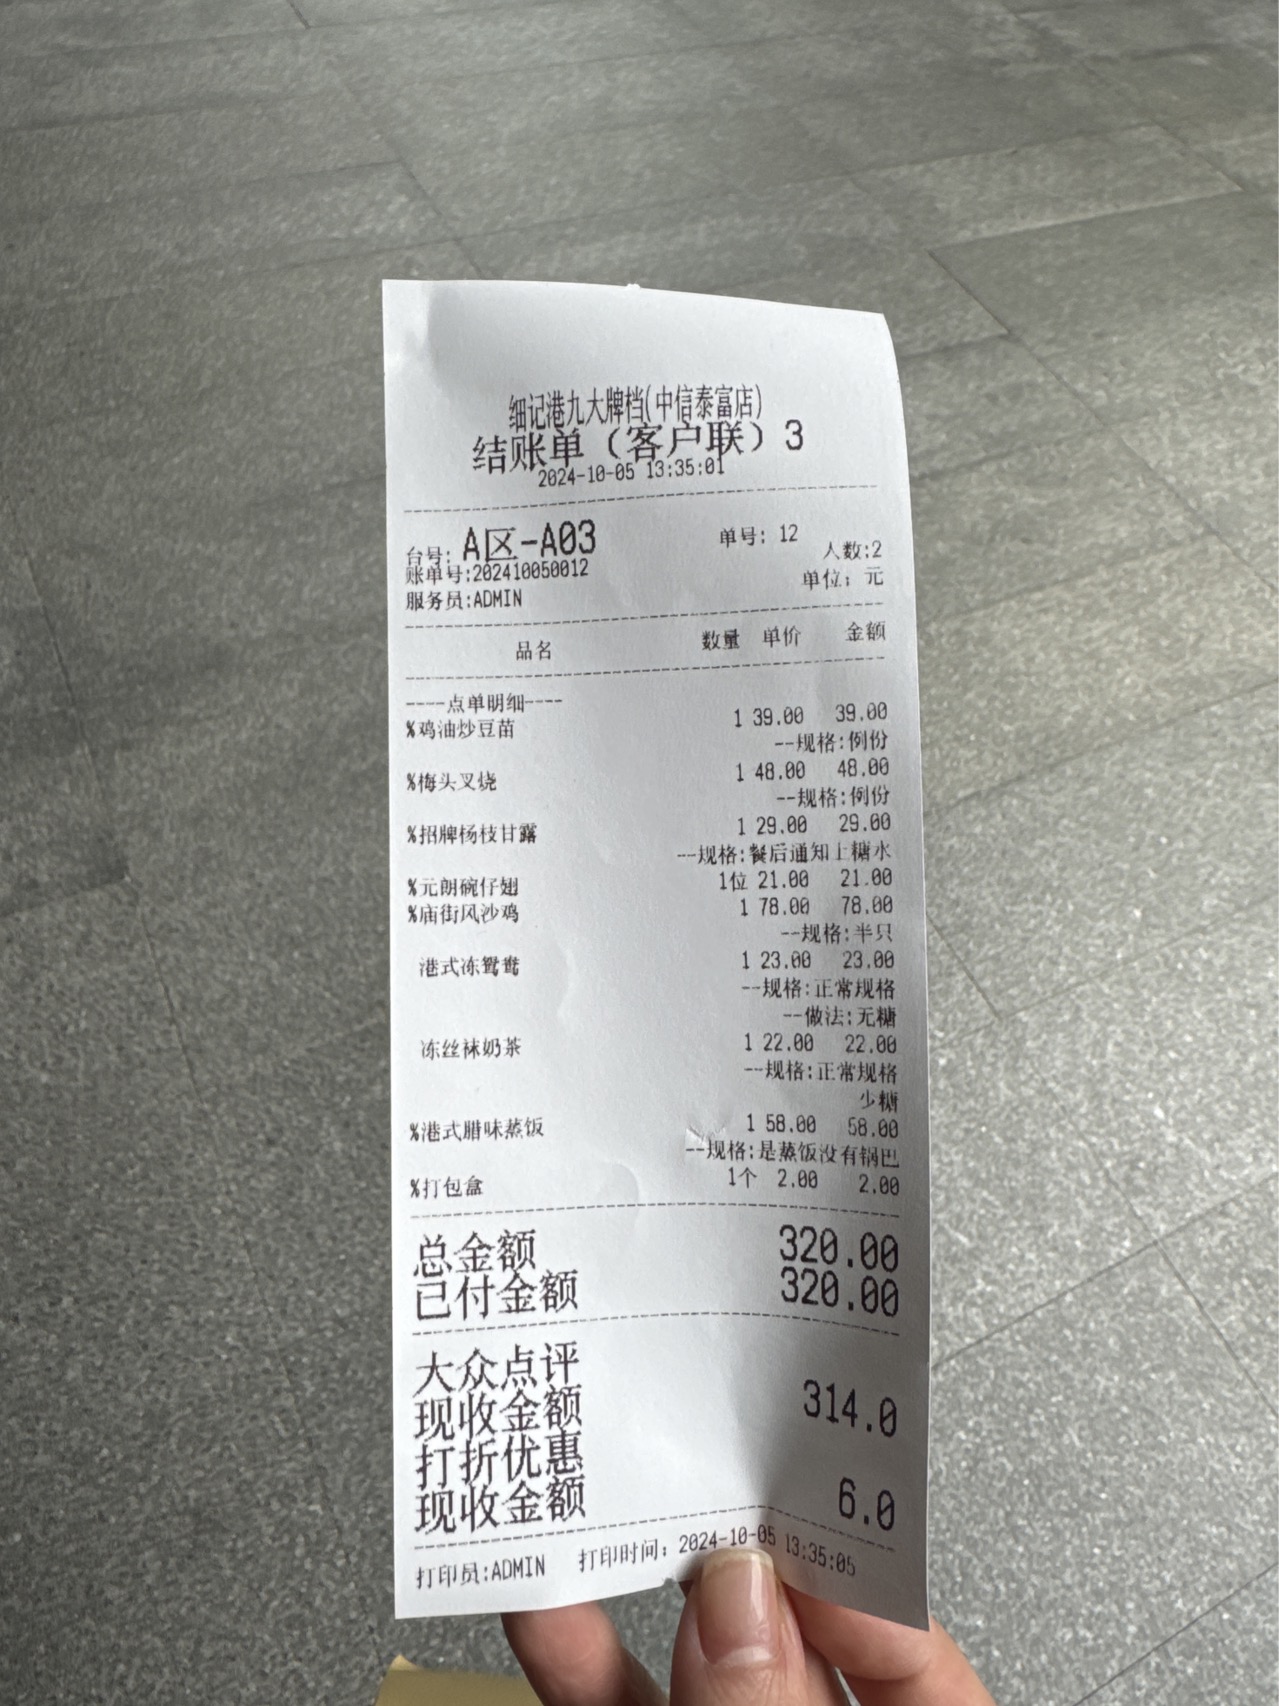 细记港九大牌档(中信泰富店)
结账单（客户联）3
2024-10-05 13:35:01
台号: A区-A03 单号: 12
账单号:202410050012 人数:2
服务员:ADMIN 单位: 元
品名 数量 单价 金额
----点单明细----
%鸡油炒豆苗 1 39.00 39.00
--规格:例份
%梅头叉烧 1 48.00 48.00
--规格:例份
%招牌杨枝甘露 1 29.00 29.00
--规格:餐后通知上糖水
%元朗碗仔翅 1位 21.00 21.00
%庙街风沙鸡 1 78.00 78.00
--规格:半只
港式冻鸳鸯 1 23.00 23.00
--规格:正常规格
--做法:无糖
冻丝袜奶茶 1 22.00 22.00
--规格:正常规格
少糖
%港式腊味蒸饭 1 58.00 58.00
--规格:是蒸饭没有锅巴
%打包盒 1个 2.00 2.00
总金额 320.00
已付金额 320.00
大众点评
现收金额 314.0
打折优惠
现收金额 6.0
打印员:ADMIN 打印时间: 2024-10-05 13:35:05